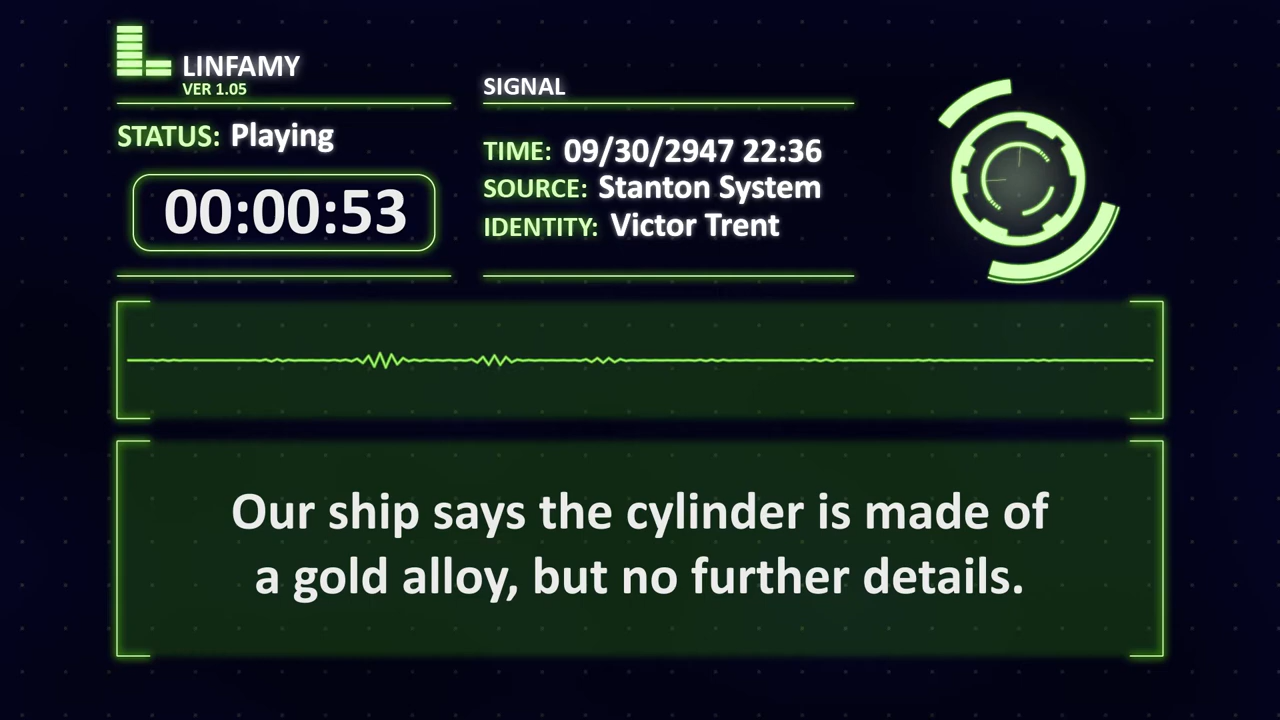 LINFAMY
VER 1.05
STATUS: Playing
00:00:53
SIGNAL
TIME: 09/30/2947 22:36
SOURCE: Stanton System
IDENTITY: Victor Trent
Our ship says the cylinder is made of
a gold alloy, but no further details.